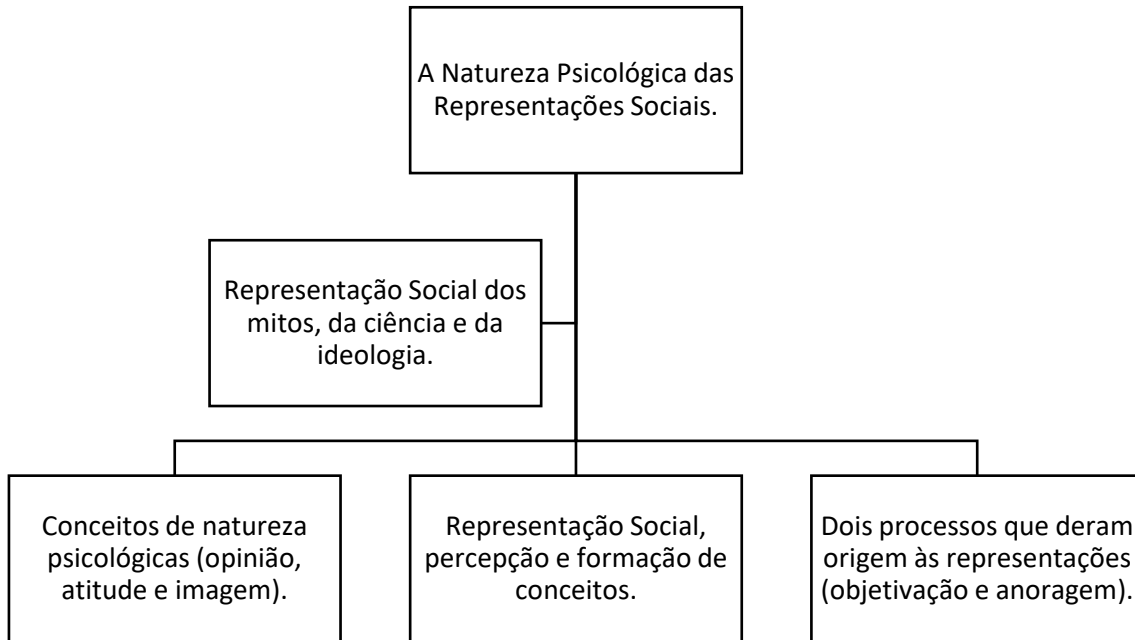 A Natureza Psicológica das
Representações Sociais.
Representação Social dos
mitos, da ciência e da
ideologia.
Conceitos de natureza
psicológicas (opinião,
atitude e imagem).
Representação Social,
percepção e formação de
conceitos.
Dois processos que deram
origem às representações
(objetivação e anoragem).